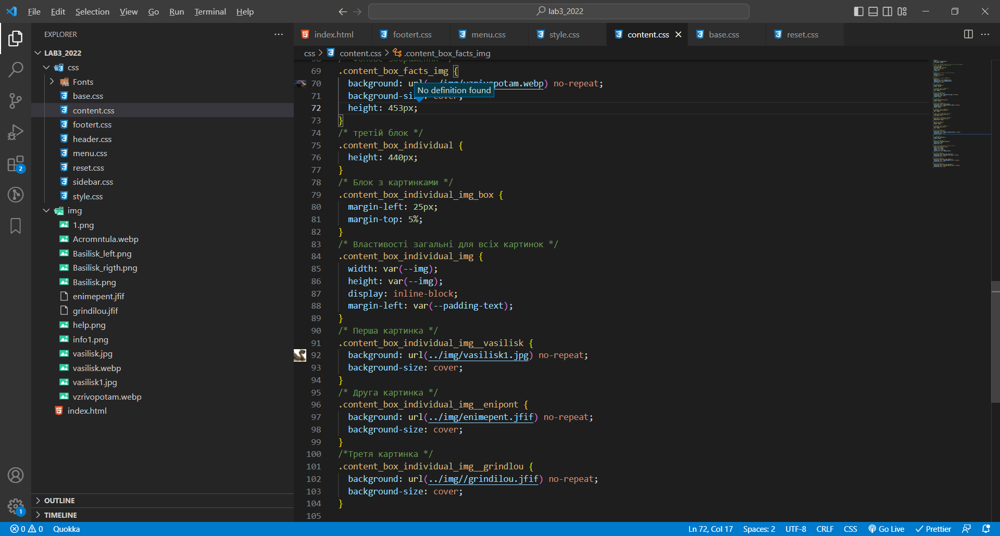 File Edit Selection View Go Run Terminal Help
lab3_2022
EXPLORER
LAB3_2022
css
Fonts
base.css
content.css
footert.css
header.css
menu.css
reset.css
sidebar.css
style.css
img
1.png
Acromntula.webp
Basilisk_left.png
Basilisk_rigth.png
Basilisk.png
enimepent.jfif
grindilou.jfif
help.png
info1.png
vasilisk.jpg
vasilisk.webp
vasilisk1.jpg
vzrivopotam.webp
index.html
OUTLINE
TIMELINE
2
1
index.html footert.css menu.css style.css content.css base.css reset.css
css > content.css > .content_box_facts_img
69 .content_box_facts_img {
70 background: url(../img/vzrivopotam.webp) no-repeat;
No definition found
71 background-size: cover;
72 height: 453px;
73 }
74 /* третій блок */
75 .content_box_individual {
76 height: 440px;
77 }
78 /* Блок з картинками */
79 .content_box_individual_img_box {
80 margin-left: 25px;
81 margin-top: 5%;
82 }
83 /* Властивості загальні для всіх картинок */
84 .content_box_individual_img {
85 width: var(--img);
86 height: var(--img);
87 display: inline-block;
88 margin-left: var(--padding-text);
89 }
90 /* Перша картинка */
91 .content_box_individual_img__vasilisk {
92 background: url(../img/vasilisk1.jpg) no-repeat;
93 background-size: cover;
94 }
95 /* Друга картинка */
96 .content_box_individual_img__enipont {
97 background: url(../img/enimepent.jfif) no-repeat;
98 background-size: cover;
99 }
100 /*Третя картинка */
101 .content_box_individual_img__grindlou {
102 background: url(../img//grindilou.jfif) no-repeat;
103 background-size: cover;
104 }
105
0 0 Quokka
Ln 72, Col 17 Spaces: 2 UTF-8 CRLF CSS Go Live Prettier